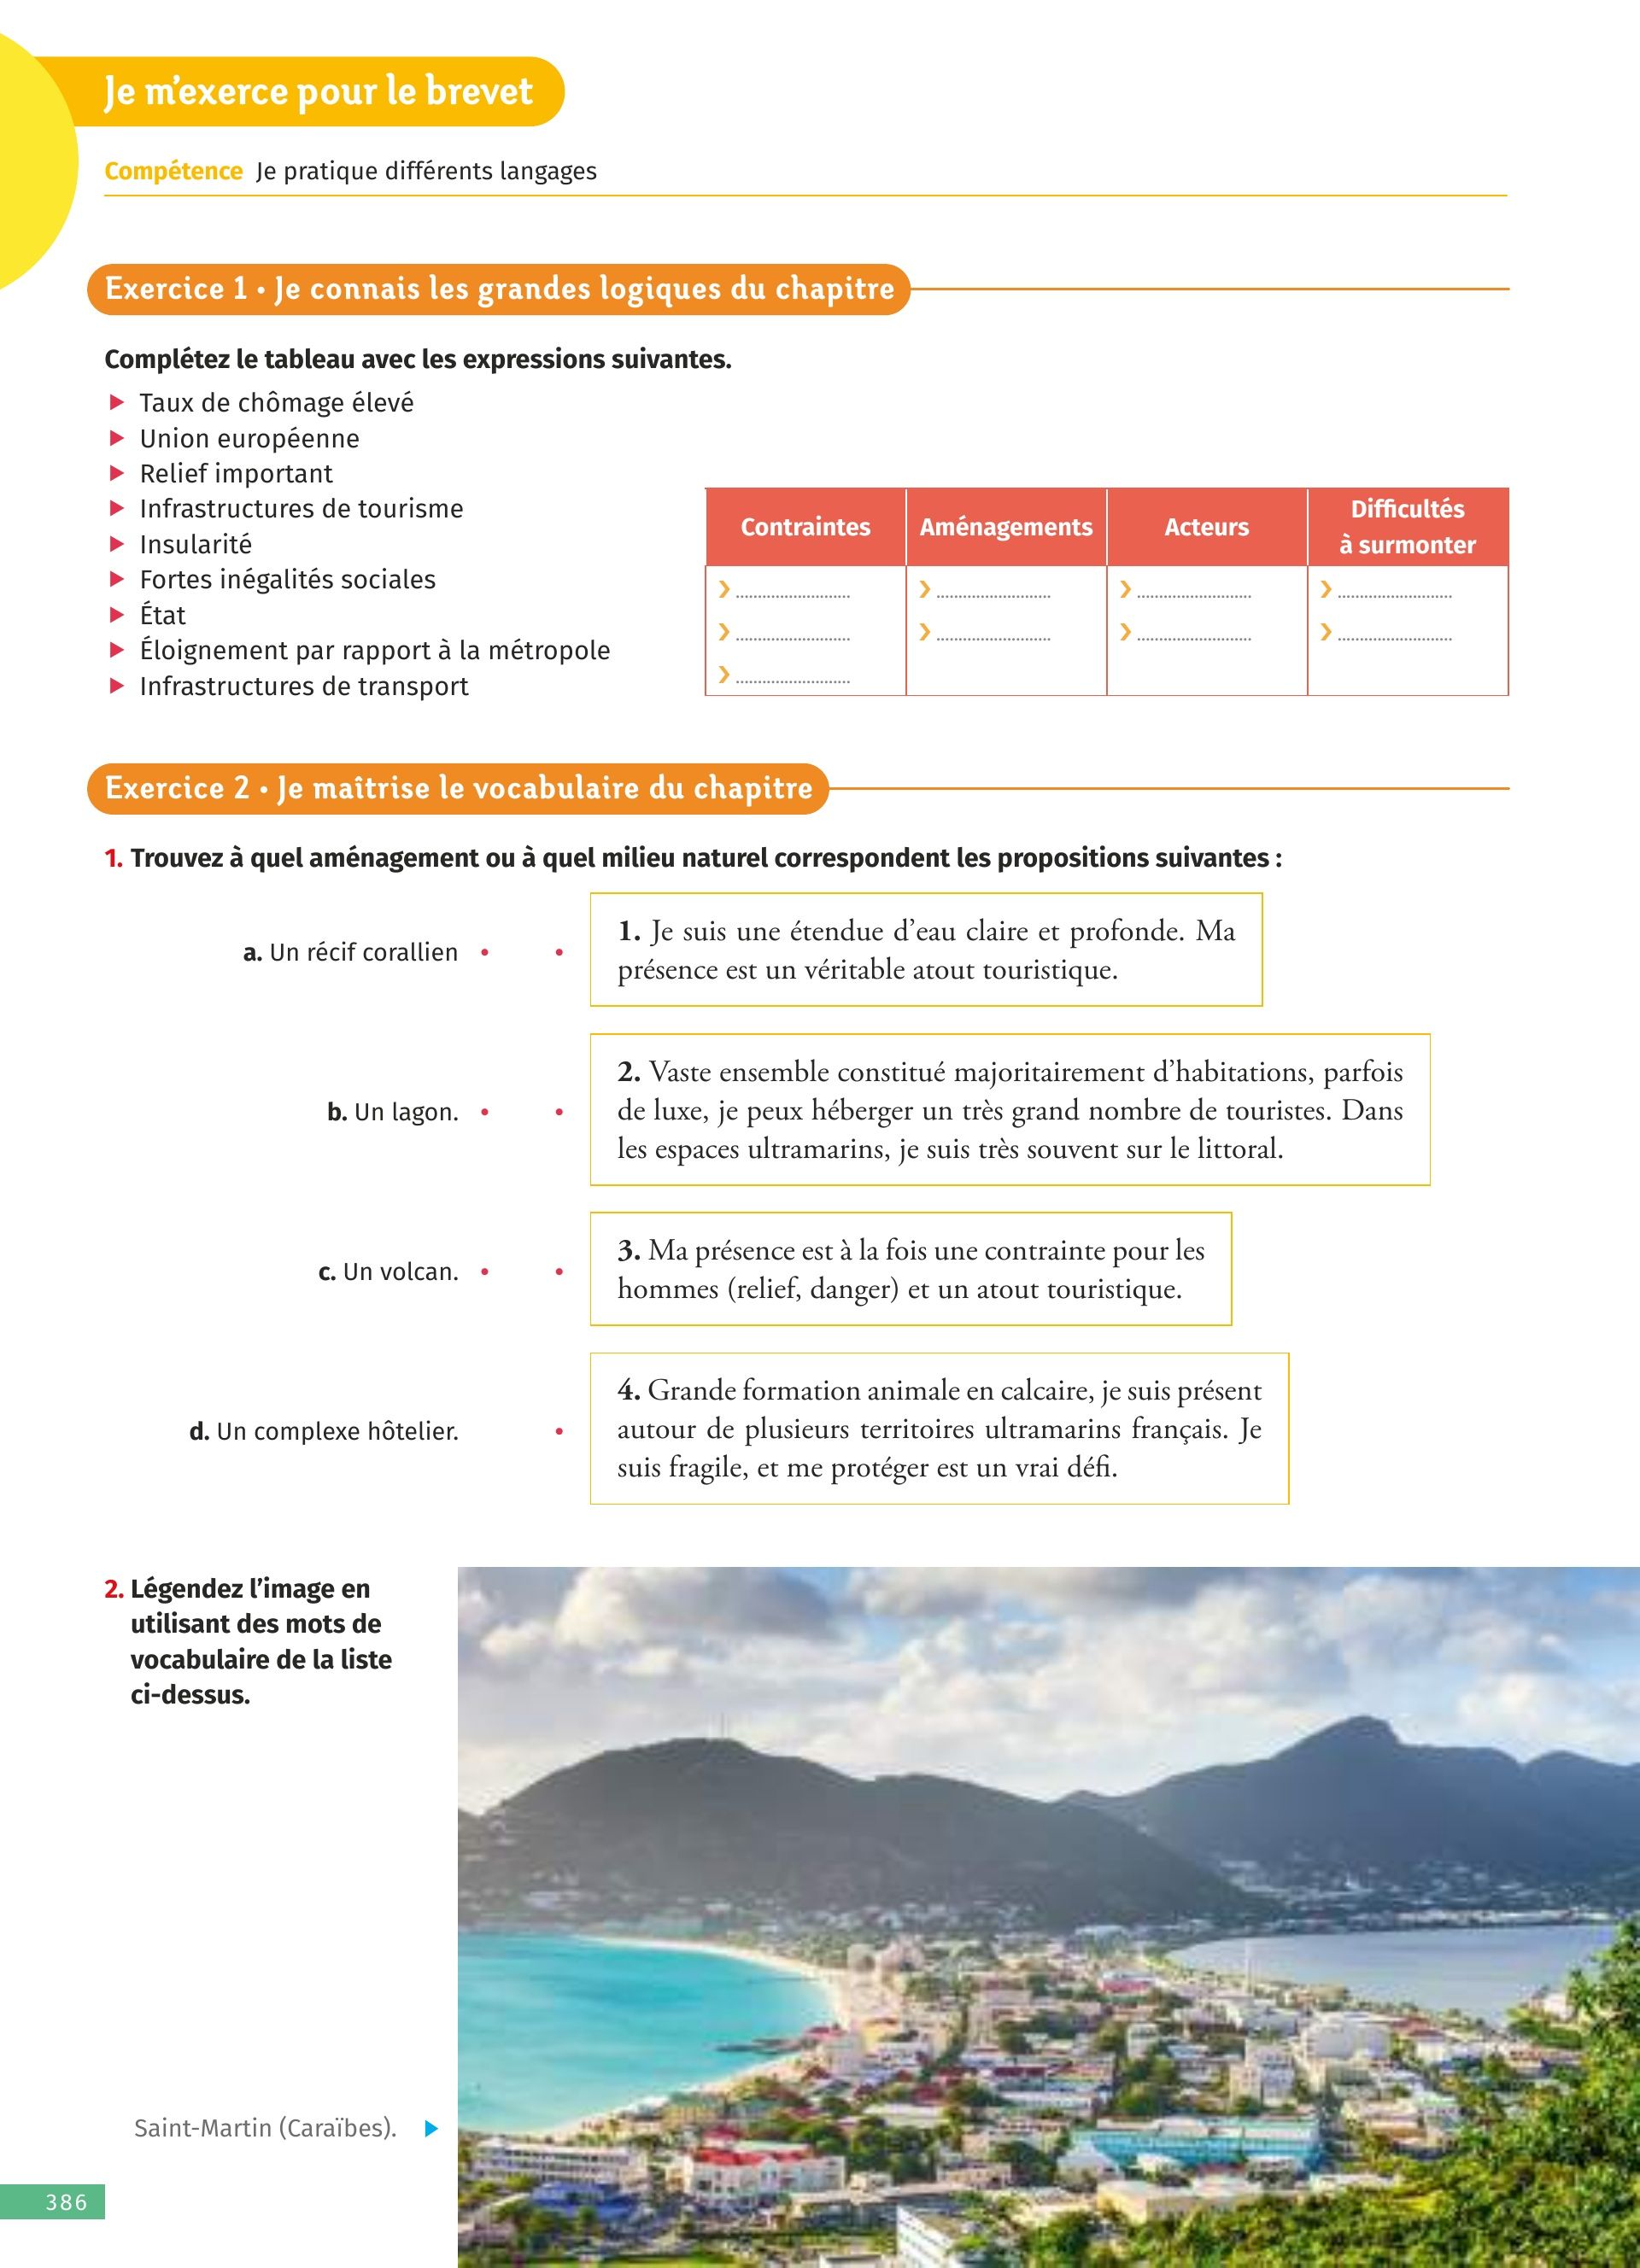 Je m'exerce pour le brevet
Compétence Je pratique différents langages
Exercice 1 • Je connais les grandes logiques du chapitre
Complétez le tableau avec les expressions suivantes.
▶ Taux de chômage élevé
▶ Union européenne
▶ Relief important
▶ Infrastructures de tourisme
▶ Insularité
▶ Fortes inégalités sociales
▶ État
▶ Éloignement par rapport à la métropole
▶ Infrastructures de transport
Contraintes
Aménagements
Acteurs
Difficultés
à surmonter
Exercice 2 • Je maîtrise le vocabulaire du chapitre
1. Trouvez à quel aménagement ou à quel milieu naturel correspondent les propositions suivantes :
a. Un récif corallien
1. Je suis une étendue d'eau claire et profonde. Ma
présence est un véritable atout touristique.
b. Un lagon.
2. Vaste ensemble constitué majoritairement d'habitations, parfois
de luxe, je peux héberger un très grand nombre de touristes. Dans
les espaces ultramarins, je suis très souvent sur le littoral.
c. Un volcan.
3. Ma présence est à la fois une contrainte pour les
hommes (relief, danger) et un atout touristique.
d. Un complexe hôtelier.
4. Grande formation animale en calcaire, je suis présent
autour de plusieurs territoires ultramarins français. Je
suis fragile, et me protéger est un vrai défi.
2. Légendez l'image en
utilisant des mots de
vocabulaire de la liste
ci-dessus.
Saint-Martin (Caraïbes). ▶
386